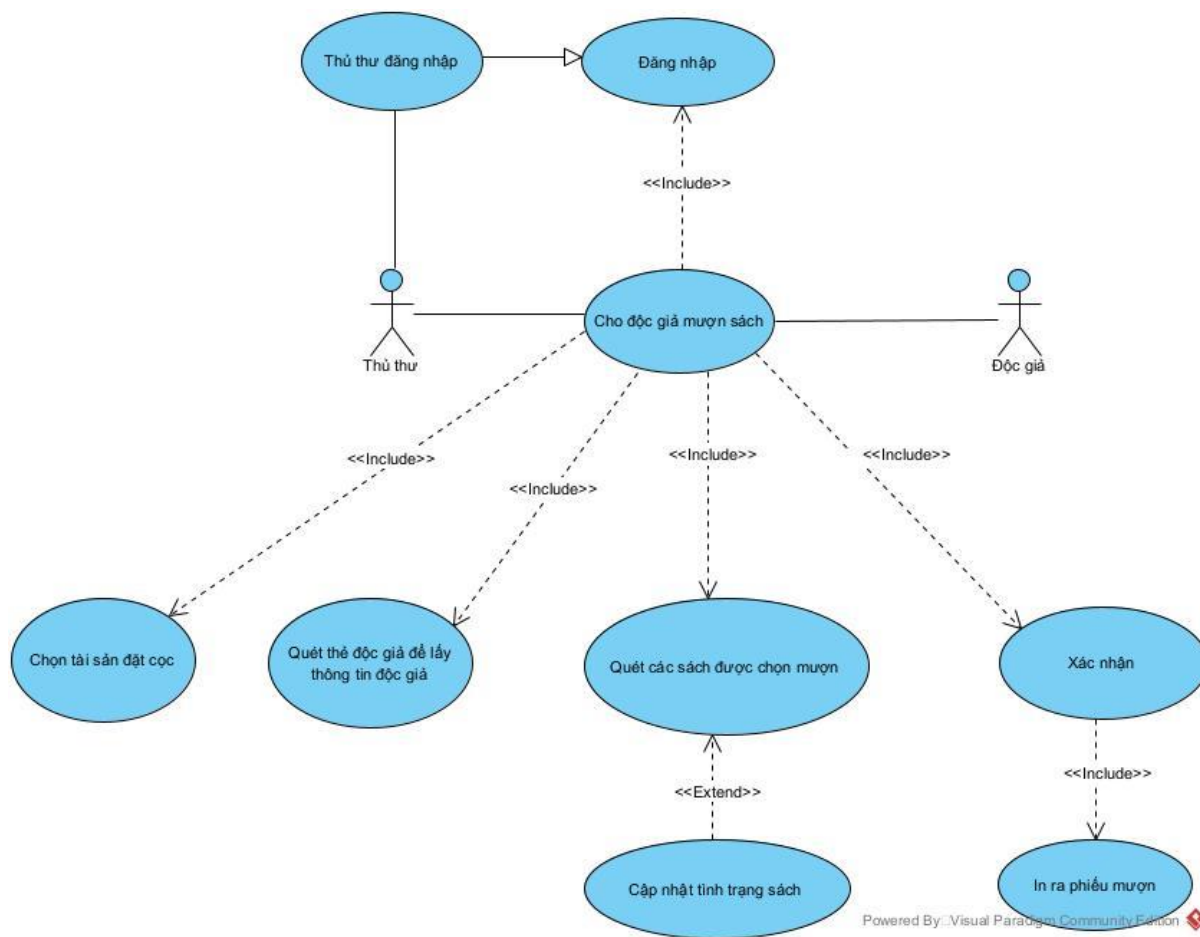 Thủ thư đăng nhập
Đăng nhập
<<Include>>
Cho độc giả mượn sách
Thủ thư
Độc giả
<<Include>>
<<Include>>
<<Include>>
<<Include>>
Chọn tài sản đặt cọc
Quét thẻ độc giả để lấy
thông tin độc giả
Quét các sách được chọn mượn
Xác nhận
<<Include>>
<<Extend>>
Cập nhật tình trạng sách
In ra phiếu mượn
Powered By Visual Paradigm Community Edition